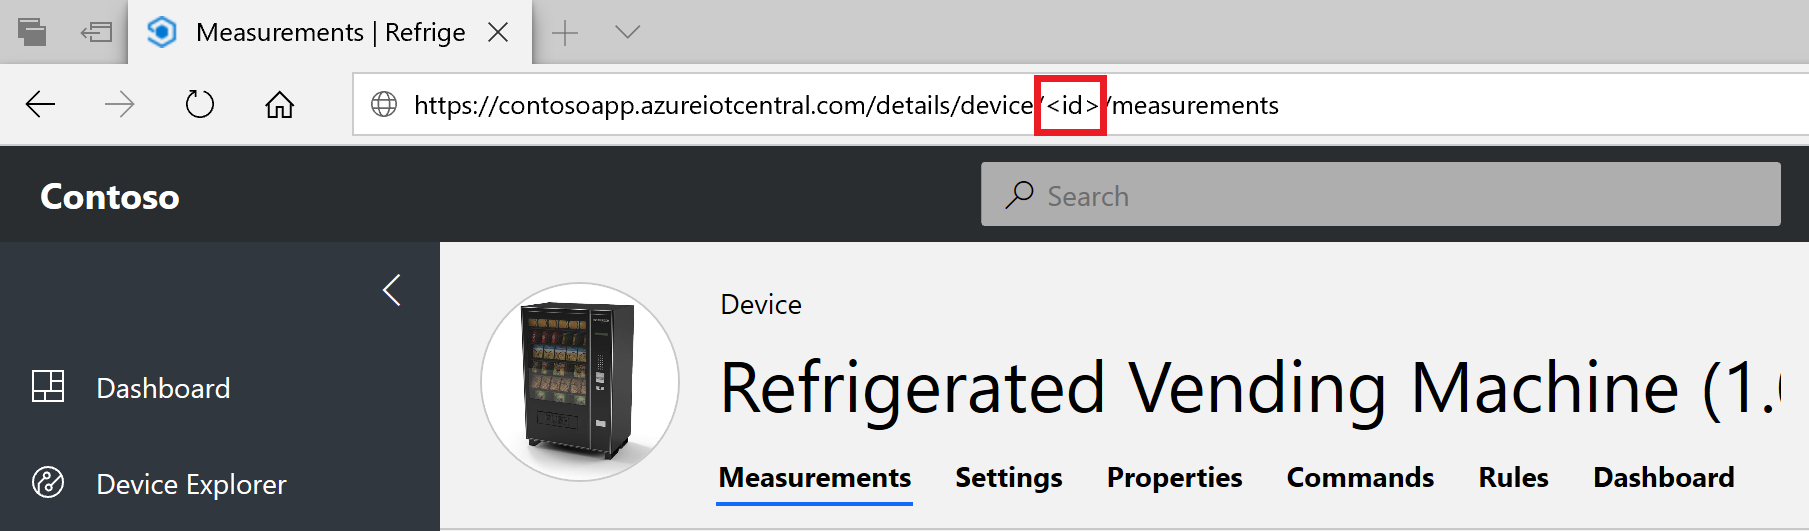 Measurements | Refrige
https://contosoapp.azureiotcentral.com/details/device/<id>/measurements
Contoso
Search
Device
Refrigerated Vending Machine (1.
Dashboard
Measurements Settings Properties Commands Rules Dashboard
Device Explorer